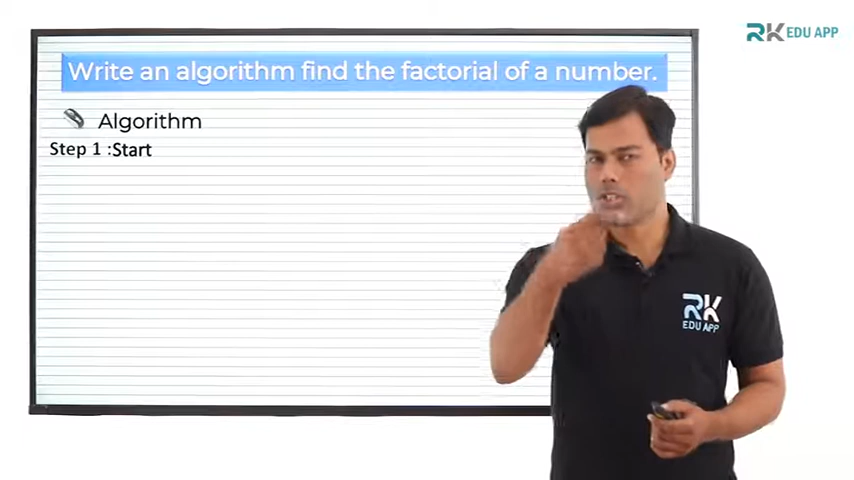 RK EDU APP
Write an algorithm find the factorial of a number.
Algorithm
Step 1 :Start
RK
EDU APP